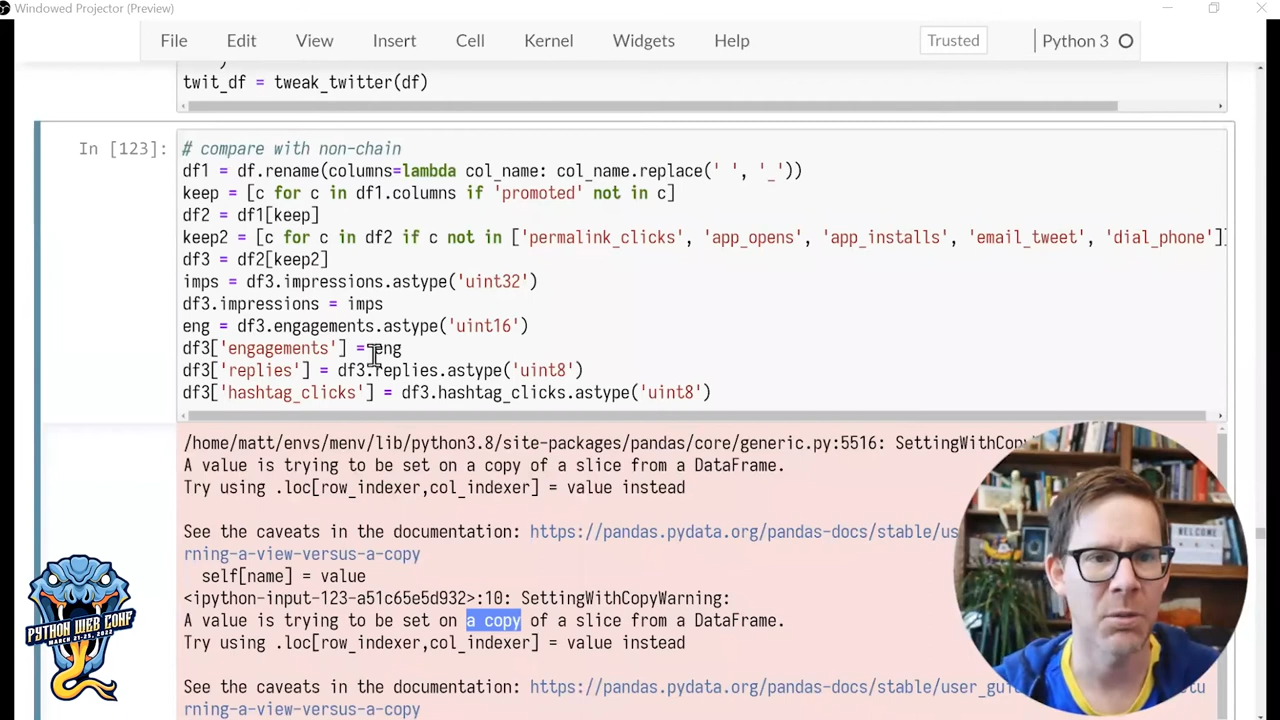 Windowed Projector (Preview)
File Edit View Insert Cell Kernel Widgets Help Trusted Python 3
twit_df = tweak_twitter(df)
In [123]:
# compare with non-chain
df1 = df.rename(columns=lambda col_name: col_name.replace(' ', '_'))
keep = [c for c in df1.columns if 'promoted' not in c]
df2 = df1[keep]
keep2 = [c for c in df2 if c not in ['permalink_clicks', 'app_opens', 'app_installs', 'email_tweet', 'dial_phone']]
df3 = df2[keep2]
imps = df3.impressions.astype('uint32')
df3.impressions = imps
eng = df3.engagements.astype('uint16')
df3['engagements'] = eng
df3['replies'] = df3.replies.astype('uint8')
df3['hashtag_clicks'] = df3.hashtag_clicks.astype('uint8')
/home/matt/envs/menv/lib/python3.8/site-packages/pandas/core/generic.py:5516: SettingWithCopy
A value is trying to be set on a copy of a slice from a DataFrame.
Try using .loc[row_indexer,col_indexer] = value instead
See the caveats in the documentation: https://pandas.pydata.org/pandas-docs/stable/us
rning-a-view-versus-a-copy
self[name] = value
<ipython-input-123-a51c65e5d932>:10: SettingWithCopyWarning:
A value is trying to be set on a copy of a slice from a DataFrame.
Try using .loc[row_indexer,col_indexer] = value instead
See the caveats in the documentation: https://pandas.pydata.org/pandas-docs/stable/user_gu tu
rning-a-view-versus-a-copy
PYTHON WEB CONF
MARCH 21-25, 2022
WELCOME